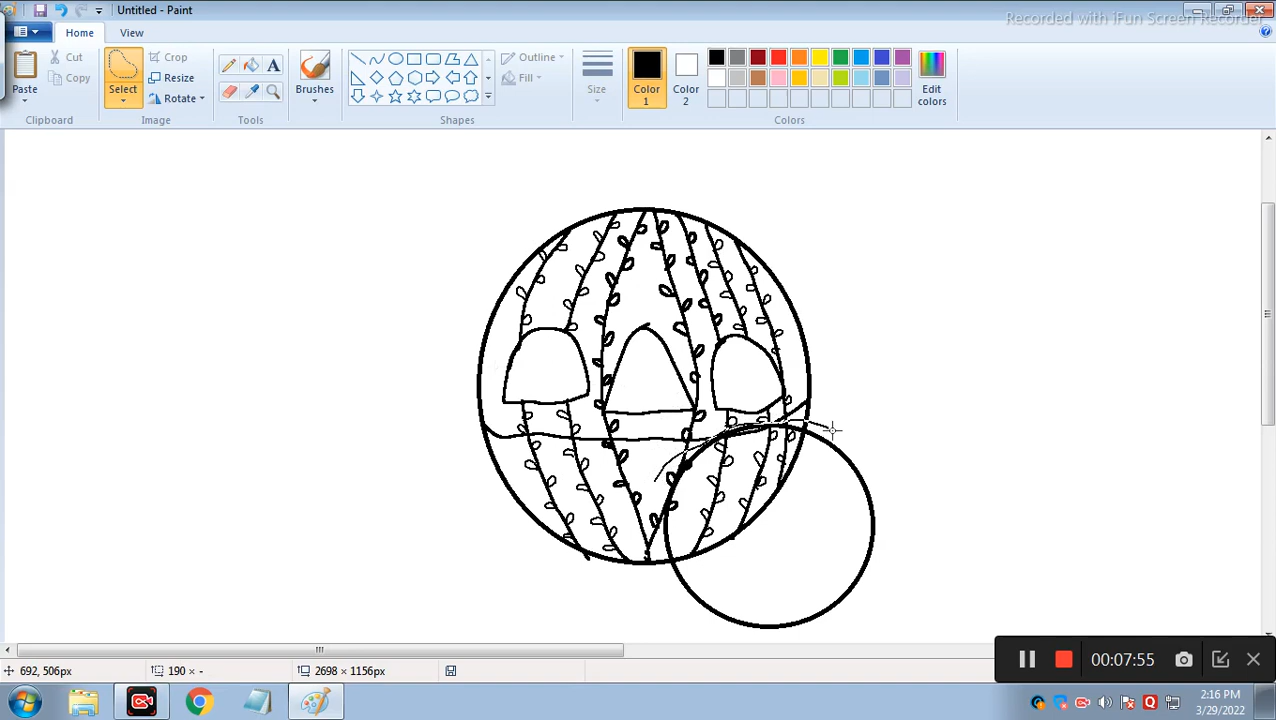 Untitled - Paint
Recorded with iFun Screen Recorder
Home
View
Paste
Cut
Copy
Clipboard
Select
Crop
Resize
Rotate
Image
A
Tools
Brushes
Outline
Fill
Shapes
Size
Color 1
Color 2
Edit colors
Colors
692, 506px
190 × -
2698 × 1156px
00:07:55
2:16 PM
3/29/2022